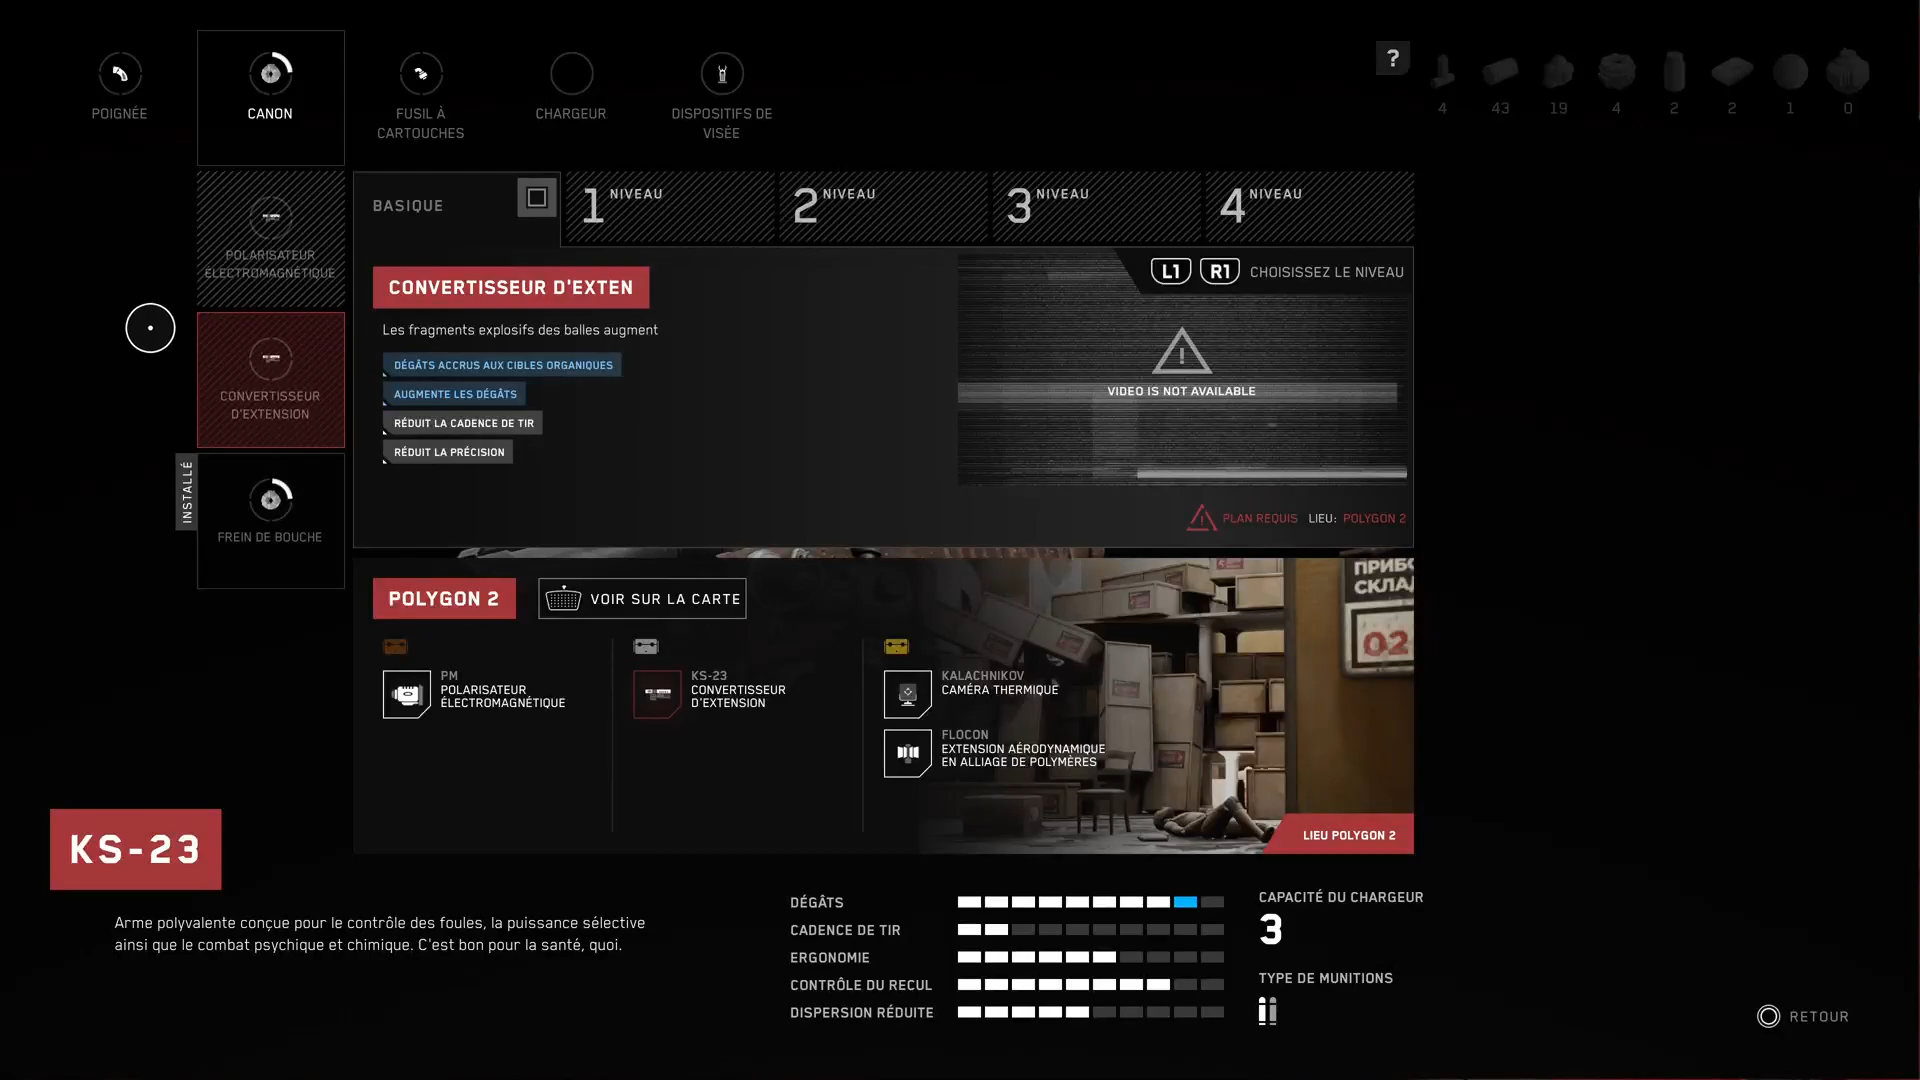 POIGNÉE
CANON
FUSIL À
CARTOUCHES
CHARGEUR
DISPOSITIFS DE
VISÉE
?
4
43
19
4
2
2
1
0
POLARISATEUR
ÉLECTROMAGNÉTIQUE
CONVERTISSEUR
D'EXTENSION
INSTALLÉ
FREIN DE BOUCHE
BASIQUE
1 NIVEAU
2 NIVEAU
3 NIVEAU
4 NIVEAU
CONVERTISSEUR D'EXTEN
Les fragments explosifs des balles augment
DÉGÂTS ACCRUS AUX CIBLES ORGANIQUES
AUGMENTE LES DÉGÂTS
RÉDUIT LA CADENCE DE TIR
RÉDUIT LA PRÉCISION
L1 R1 CHOISISSEZ LE NIVEAU
VIDEO IS NOT AVAILABLE
PLAN REQUIS LIEU: POLYGON 2
POLYGON 2
VOIR SUR LA CARTE
PM
POLARISATEUR
ÉLECTROMAGNÉTIQUE
KS-23
CONVERTISSEUR
D'EXTENSION
KALACHNIKOV
CAMÉRA THERMIQUE
FLOCON
EXTENSION AÉRODYNAMIQUE
EN ALLIAGE DE POLYMÈRES
ПРИБО
СКЛА
02
LIEU POLYGON 2
KS-23
Arme polyvalente conçue pour le contrôle des foules, la puissance sélective
ainsi que le combat psychique et chimique. C'est bon pour la santé, quoi.
DÉGÂTS
CADENCE DE TIR
ERGONOMIE
CONTRÔLE DU RECUL
DISPERSION RÉDUITE
CAPACITÉ DU CHARGEUR
3
TYPE DE MUNITIONS
RETOUR